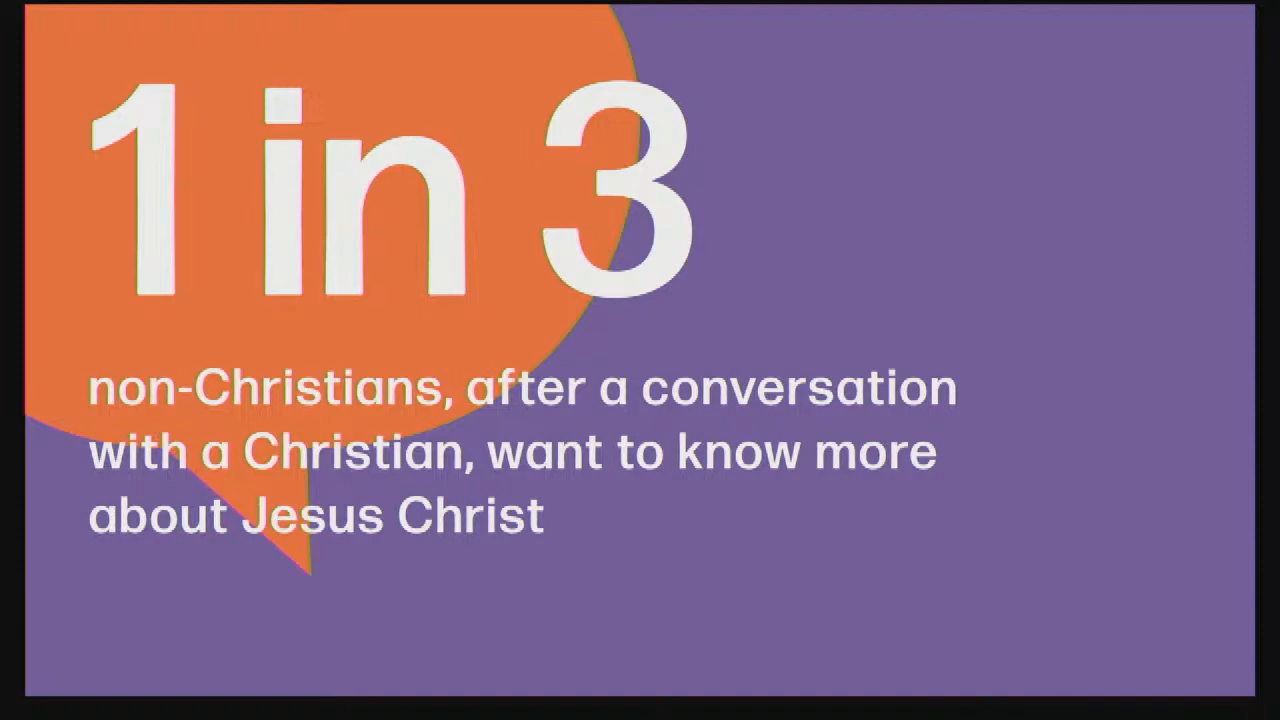 1 in 3
non-Christians, after a conversation
with a Christian, want to know more
about Jesus Christ